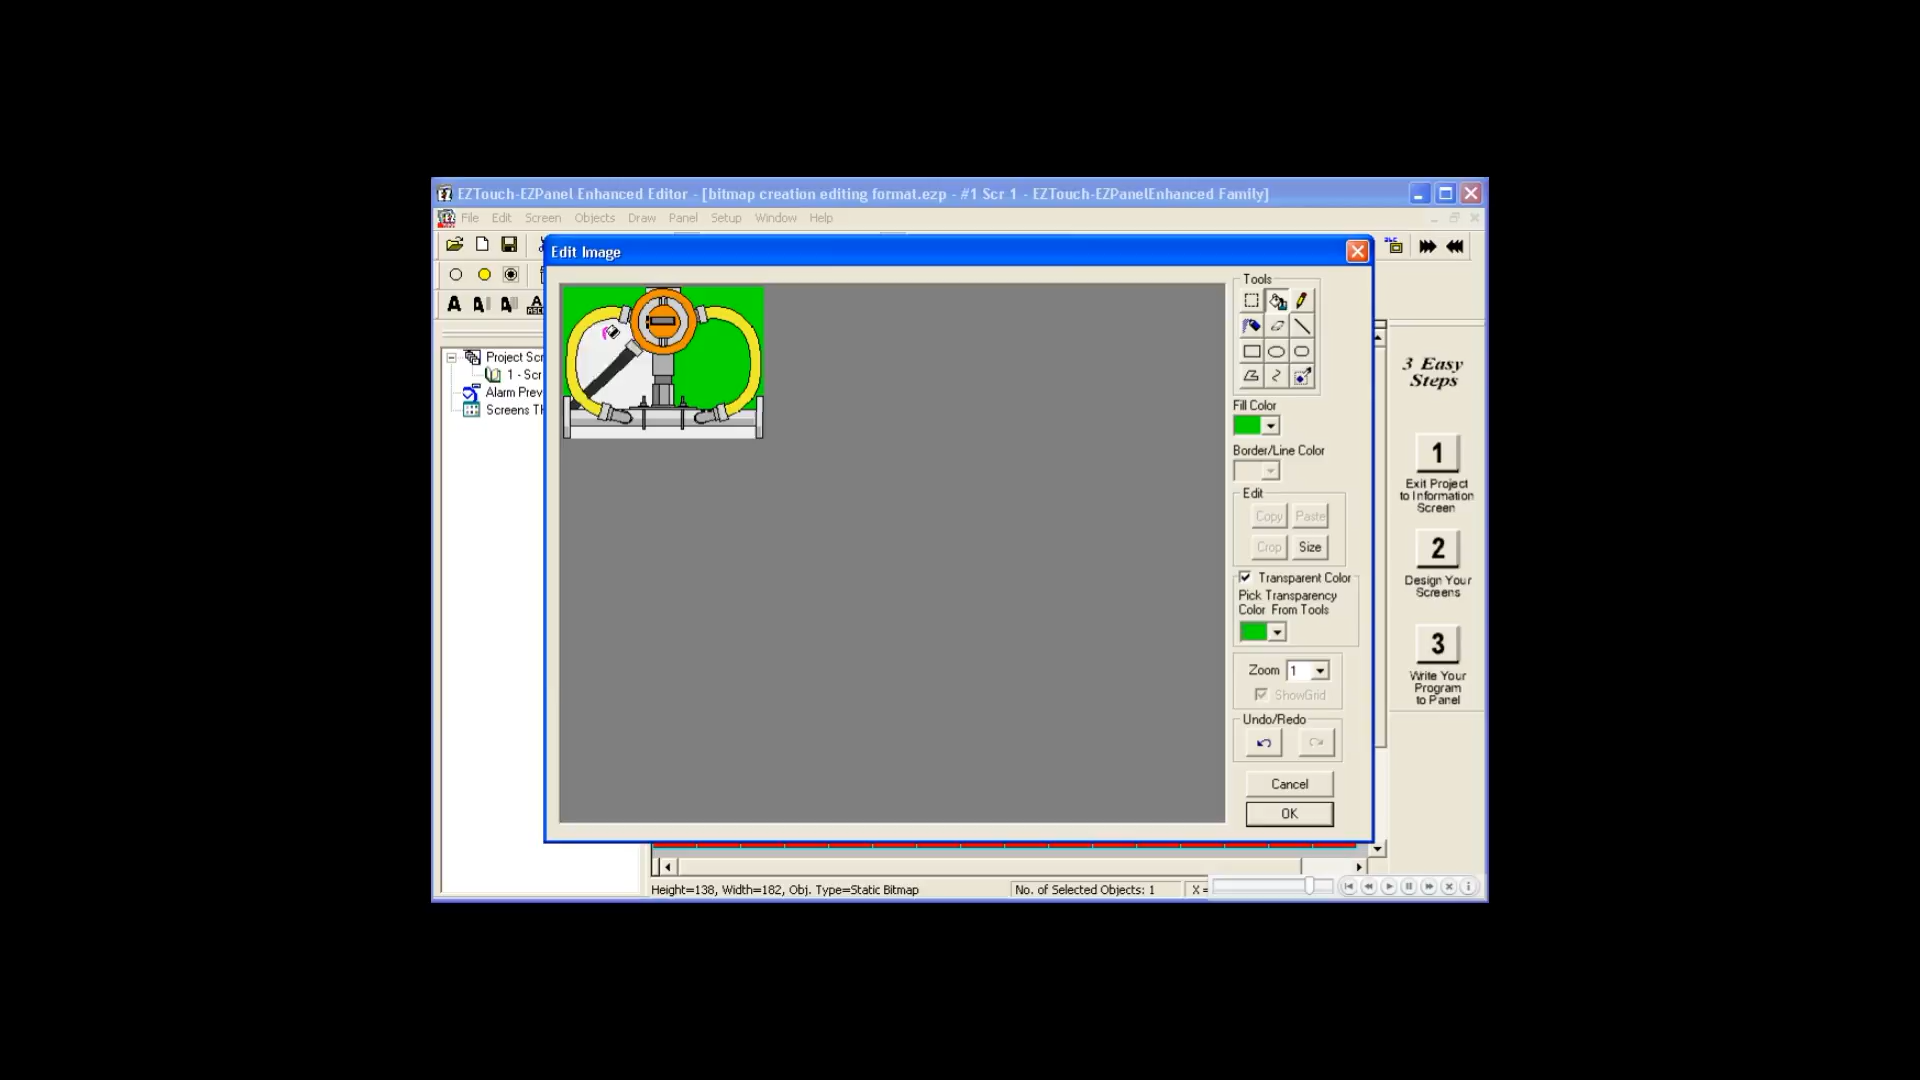 EZTouch-EZPanel Enhanced Editor - [bitmap creation editing format.ezp - #1 Scr 1 - EZTouch-EZPanelEnhanced Family]
File Edit Screen Objects Draw Panel Setup Window Help
Edit Image
Tools
Project Scr
1 - Scr
Alarm Prev
Screens Th
Fill Color
Border/Line Color
Edit
Copy Paste
Crop Size
Transparent Color
Pick Transparency
Color From Tools
Zoom 1
ShowGrid
Undo/Redo
Cancel
OK
3 Easy
Steps
1
Exit Project
to Information
Screen
2
Design Your
Screens
3
Write Your
Program
to Panel
Height=138, Width=182, Obj. Type=Static Bitmap
No. of Selected Objects: 1
X =